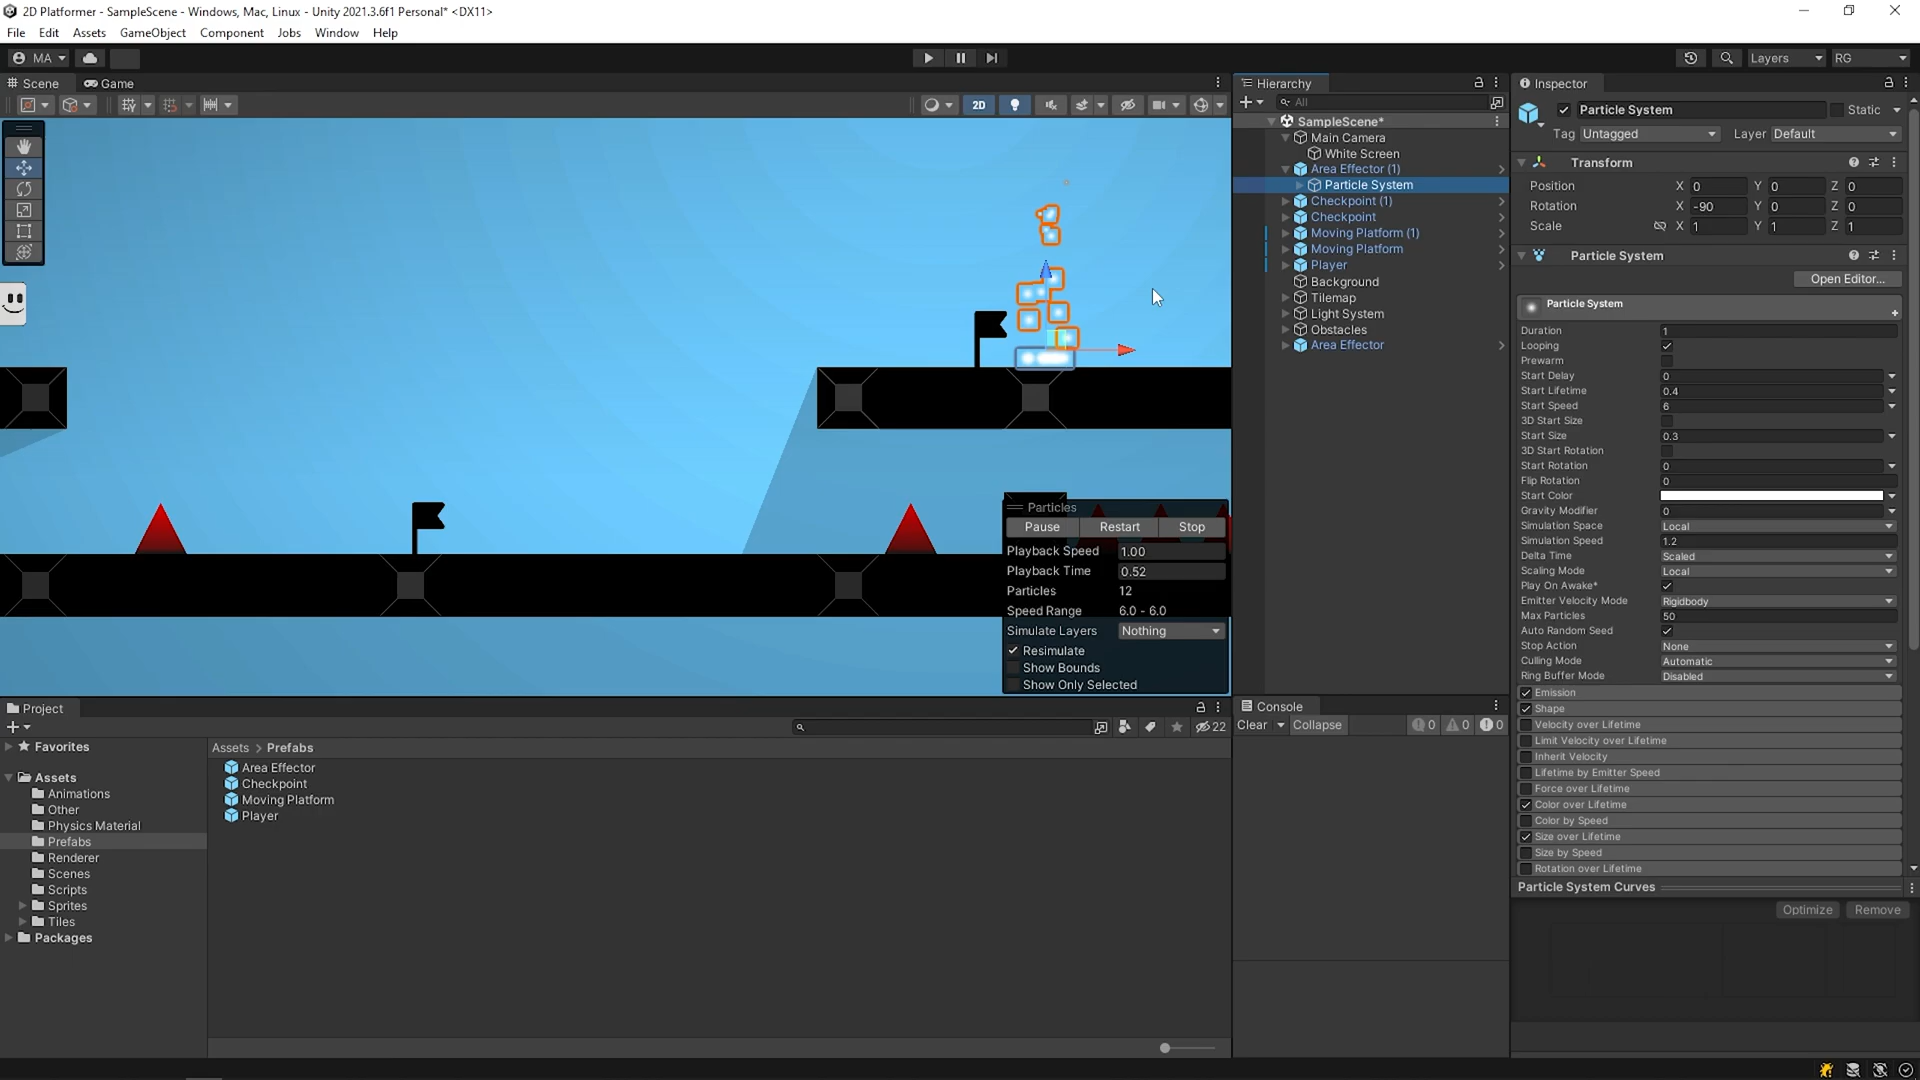 2D Platformer - SampleScene - Windows, Mac, Linux - Unity 2021.3.6f1 Personal* <DX11>
File Edit Assets GameObject Component Jobs Window Help
MA Layers RG
Scene Game
2D
Hierarchy
All
SampleScene*
Main Camera
White Screen
Area Effector (1)
Particle System
Checkpoint (1)
Checkpoint
Moving Platform (1)
Moving Platform
Player
Background
Tilemap
Light System
Obstacles
Area Effector
Inspector
Particle System Static
Tag Untagged Layer Default
Transform
Position X 0 Y 0 Z 0
Rotation X -90 Y 0 Z 0
Scale X 1 Y 1 Z 1
Particle System
Open Editor...
Particle System
Duration 1
Looping
Prewarm
Start Delay 0
Start Lifetime 0.4
Start Speed 6
3D Start Size
Start Size 0.3
3D Start Rotation
Start Rotation 0
Flip Rotation 0
Start Color
Gravity Modifier 0
Simulation Space Local
Simulation Speed 1.2
Delta Time Scaled
Scaling Mode Local
Play On Awake*
Emitter Velocity Mode Rigidbody
Max Particles 50
Auto Random Seed
Stop Action None
Culling Mode Automatic
Ring Buffer Mode Disabled
Emission
Shape
Velocity over Lifetime
Limit Velocity over Lifetime
Inherit Velocity
Lifetime by Emitter Speed
Force over Lifetime
Color over Lifetime
Color by Speed
Size over Lifetime
Size by Speed
Rotation over Lifetime
Particle System Curves
Optimize Remove
Particles
Pause Restart Stop
Playback Speed 1.00
Playback Time 0.52
Particles 12
Speed Range 6.0 - 6.0
Simulate Layers Nothing
Resimulate
Show Bounds
Show Only Selected
Project
22
Favorites
Assets
Animations
Other
Physics Material
Prefabs
Renderer
Scenes
Scripts
Sprites
Tiles
Packages
Assets > Prefabs
Area Effector
Checkpoint
Moving Platform
Player
Console
Clear Collapse 0 0 0